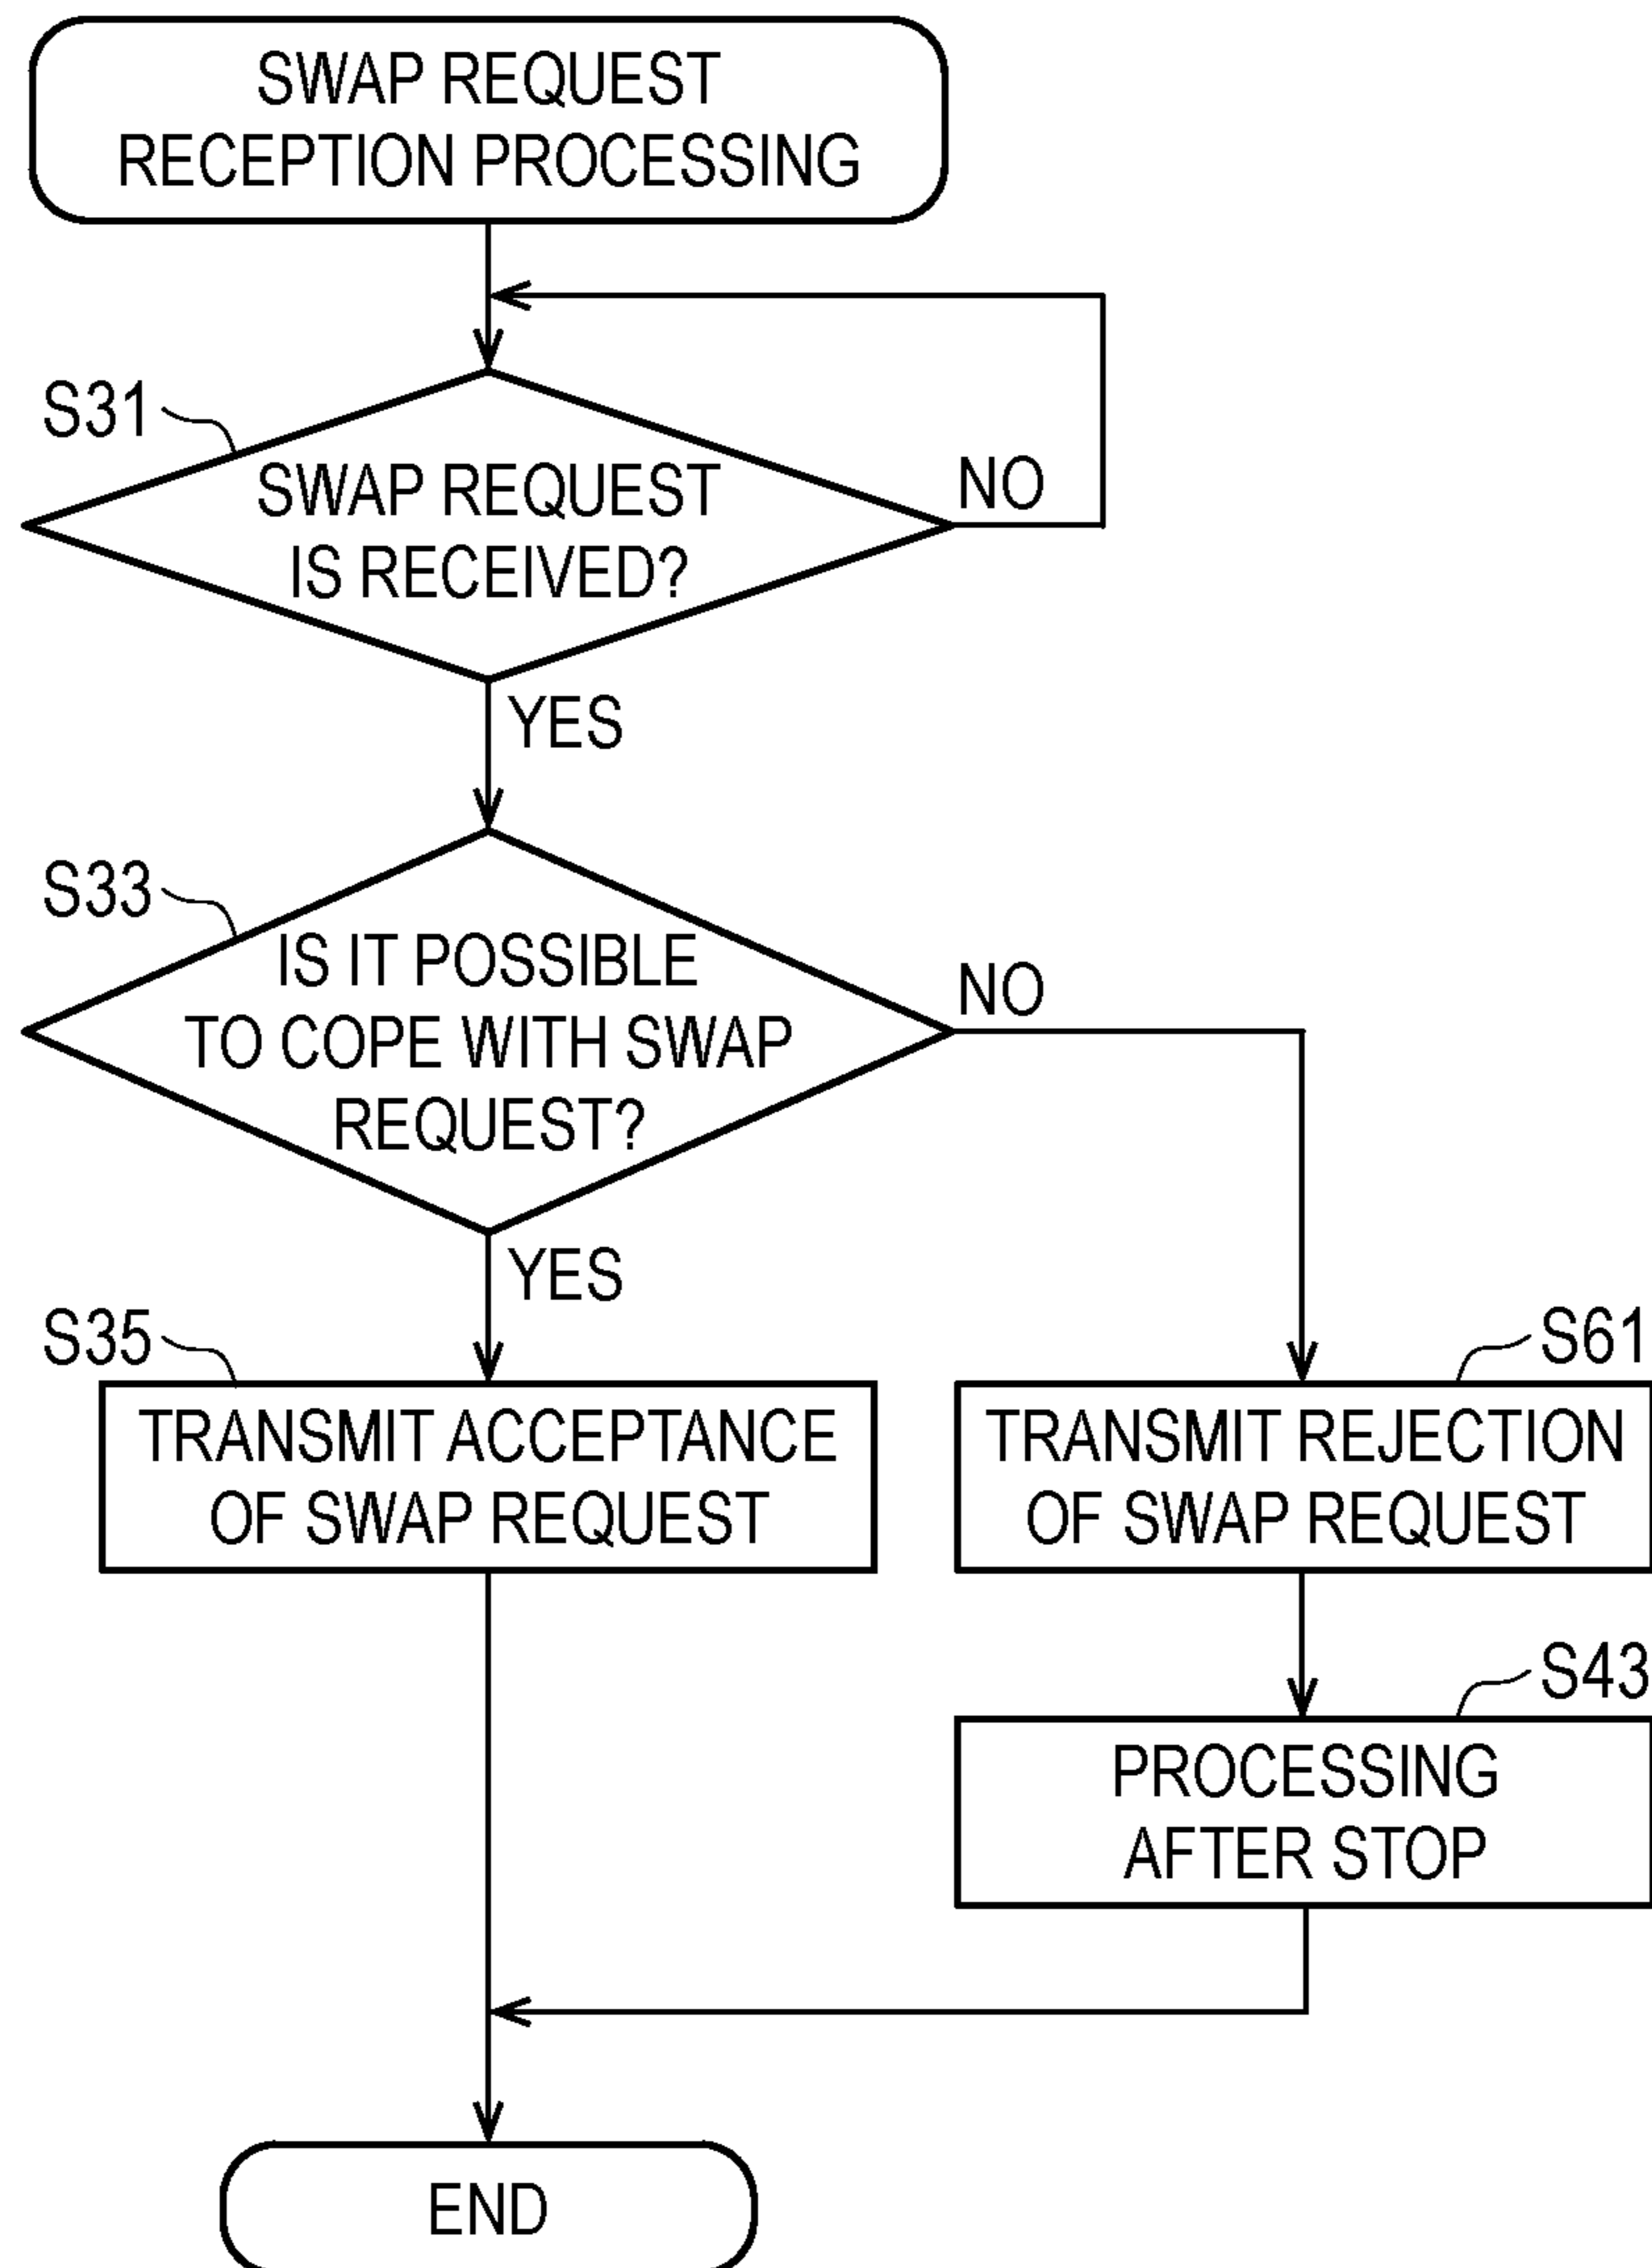 SWAP REQUEST
RECEPTION PROCESSING
S31
SWAP REQUEST
IS RECEIVED?
NO
YES
S33
IS IT POSSIBLE
TO COPE WITH SWAP
REQUEST?
NO
YES
S35
TRANSMIT ACCEPTANCE
OF SWAP REQUEST
S61
TRANSMIT REJECTION
OF SWAP REQUEST
S43
PROCESSING
AFTER STOP
END